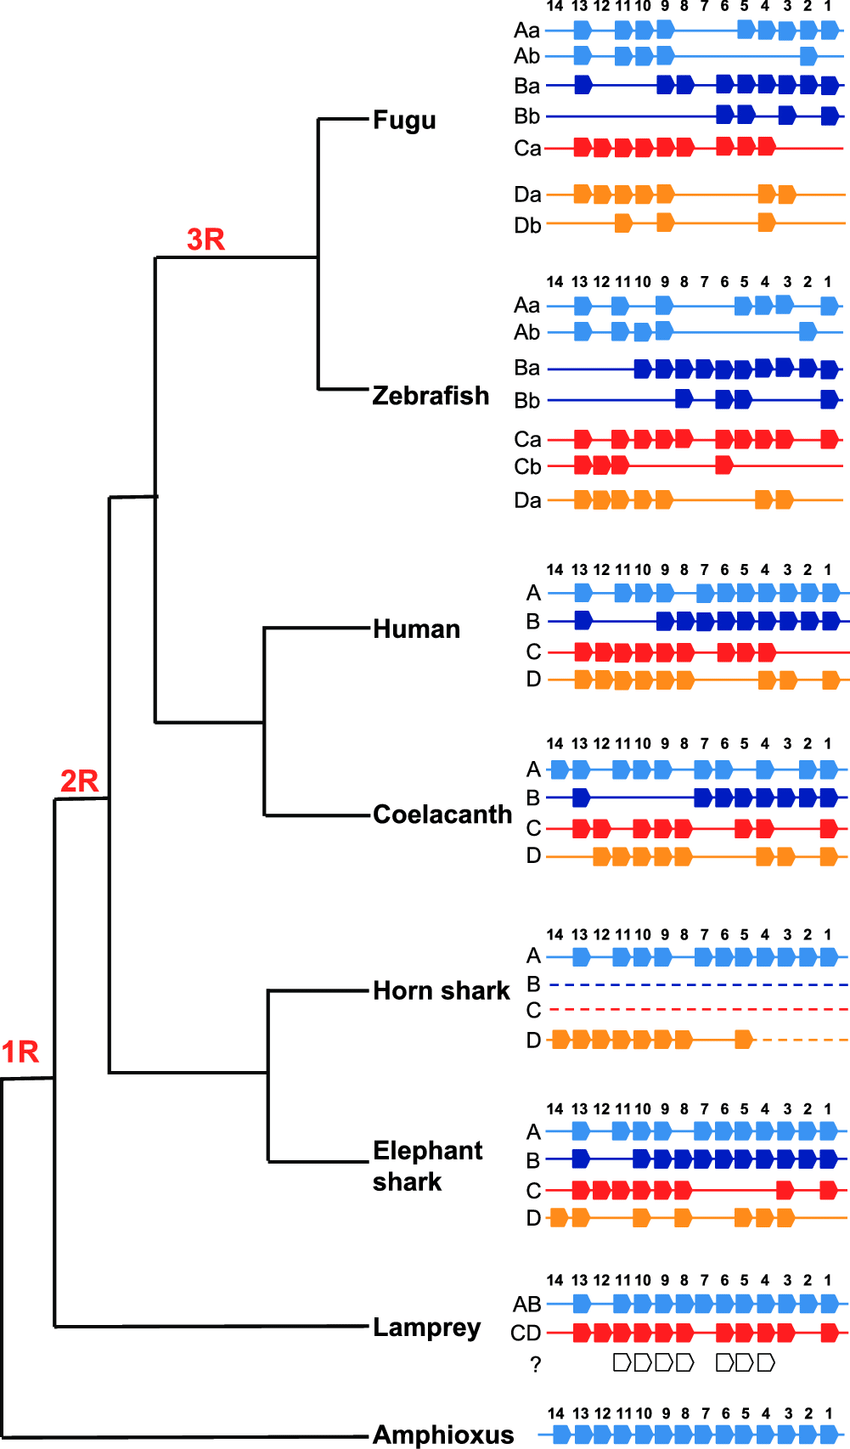 14 13 12 11 10 9 8 7 6 5 4 3 2 1
Aa
Ab
Ba
Bb
Fugu
Ca
Da
Db
3R
14 13 12 11 10 9 8 7 6 5 4 3 2 1
Aa
Ab
Ba
Zebrafish
Bb
Ca
Cb
Da
14 13 12 11 10 9 8 7 6 5 4 3 2 1
A
B
Human
C
D
14 13 12 11 10 9 8 7 6 5 4 3 2 1
A
2R
B
Coelacanth
C
D
14 13 12 11 10 9 8 7 6 5 4 3 2 1
A
B
Horn shark
C
D
1R
14 13 12 11 10 9 8 7 6 5 4 3 2 1
A
Elephant
shark
B
C
D
14 13 12 11 10 9 8 7 6 5 4 3 2 1
AB
Lamprey
CD
?
14 13 12 11 10 9 8 7 6 5 4 3 2 1
Amphioxus